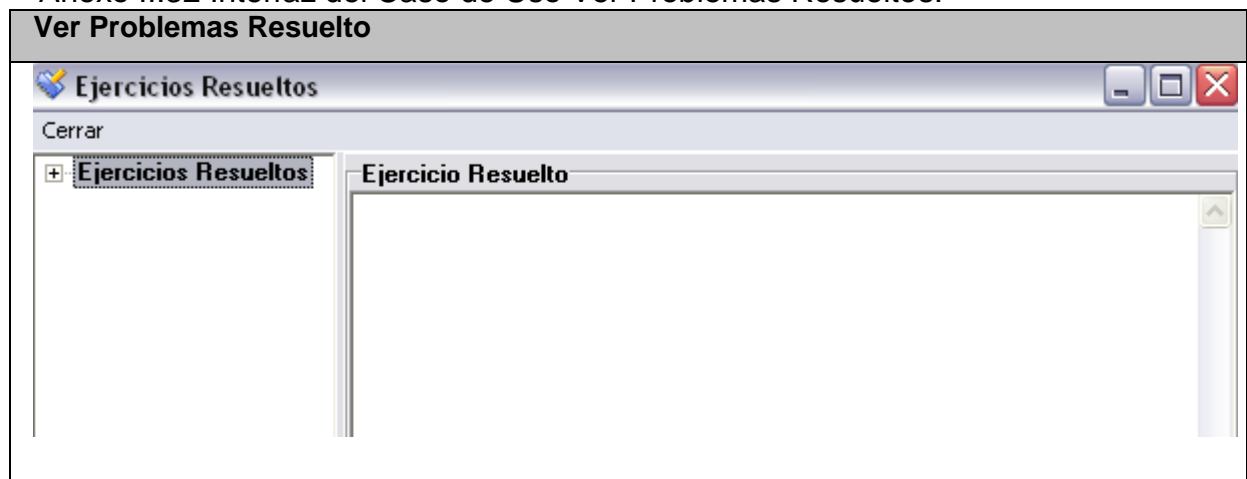 Ver Problemas Resuelto
Ejercicios Resueltos
Cerrar
Ejercicios Resueltos
Ejercicio Resuelto